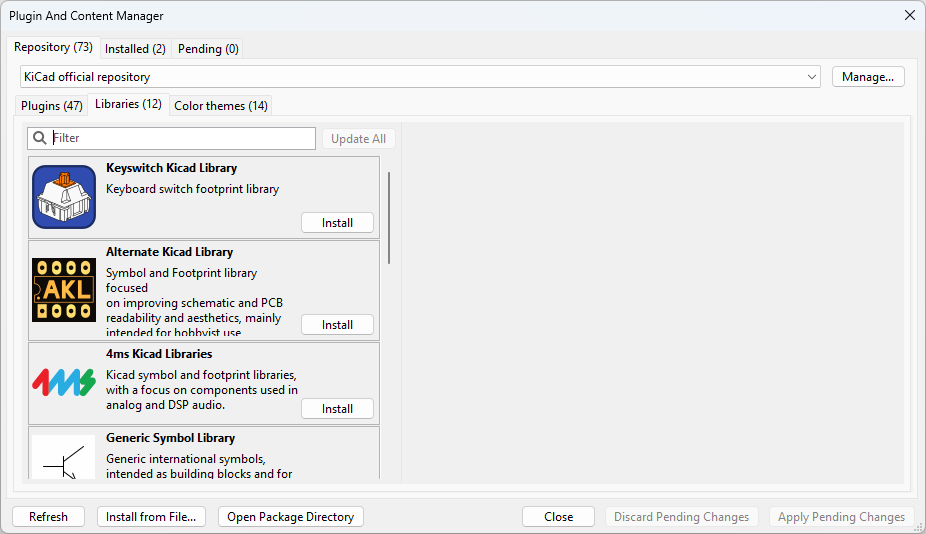 Plugin And Content Manager
Repository (73) Installed (2) Pending (0)
KiCad official repository Manage...
Plugins (47) Libraries (12) Color themes (14)
Filter Update All
Keyswitch Kicad Library
Keyboard switch footprint library
Install
Alternate Kicad Library
Symbol and Footprint library
focused
on improving schematic and PCB
readability and aesthetics, mainly
intended for hobbyist use
AKL
Install
4ms Kicad Libraries
Kicad symbol and footprint libraries,
with a focus on components used in
analog and DSP audio.
4ms
Install
Generic Symbol Library
Generic international symbols,
intended as building blocks and for
Refresh Install from File... Open Package Directory Close Discard Pending Changes Apply Pending Changes